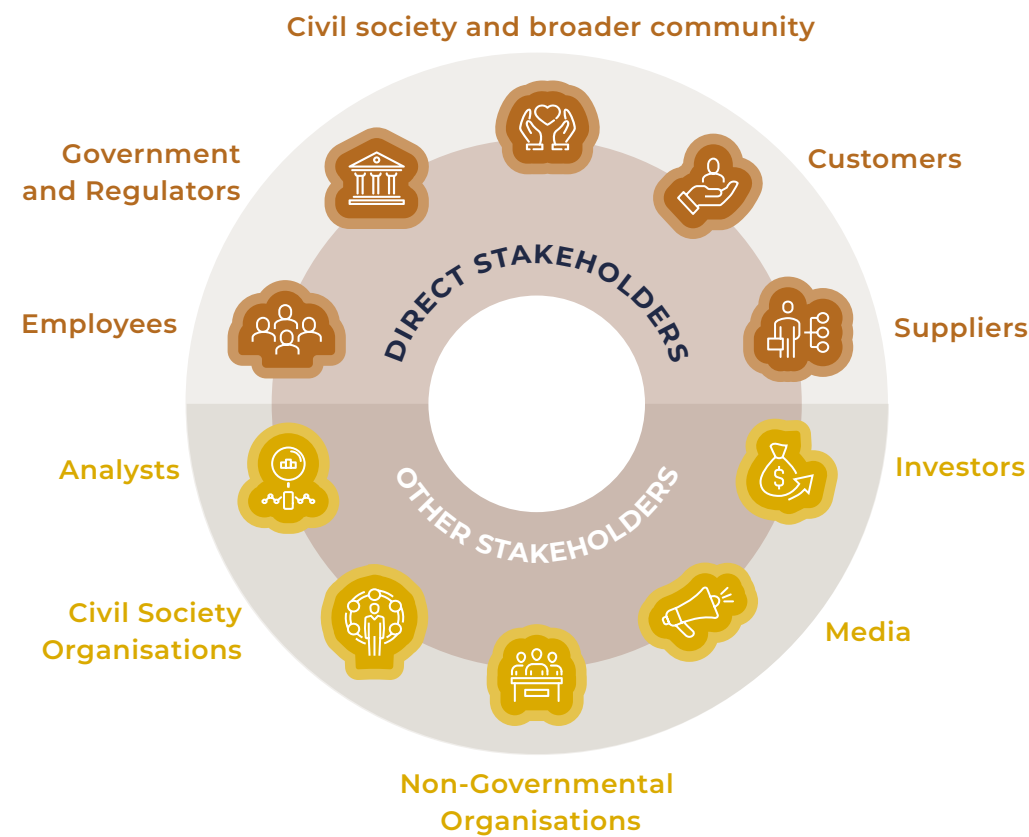 Civil society and broader community
Government
and Regulators
Customers
Employees
Suppliers
DIRECT STAKEHOLDERS
OTHER STAKEHOLDERS
Analysts
Investors
Civil Society
Organisations
Media
Non-Governmental
Organisations
$